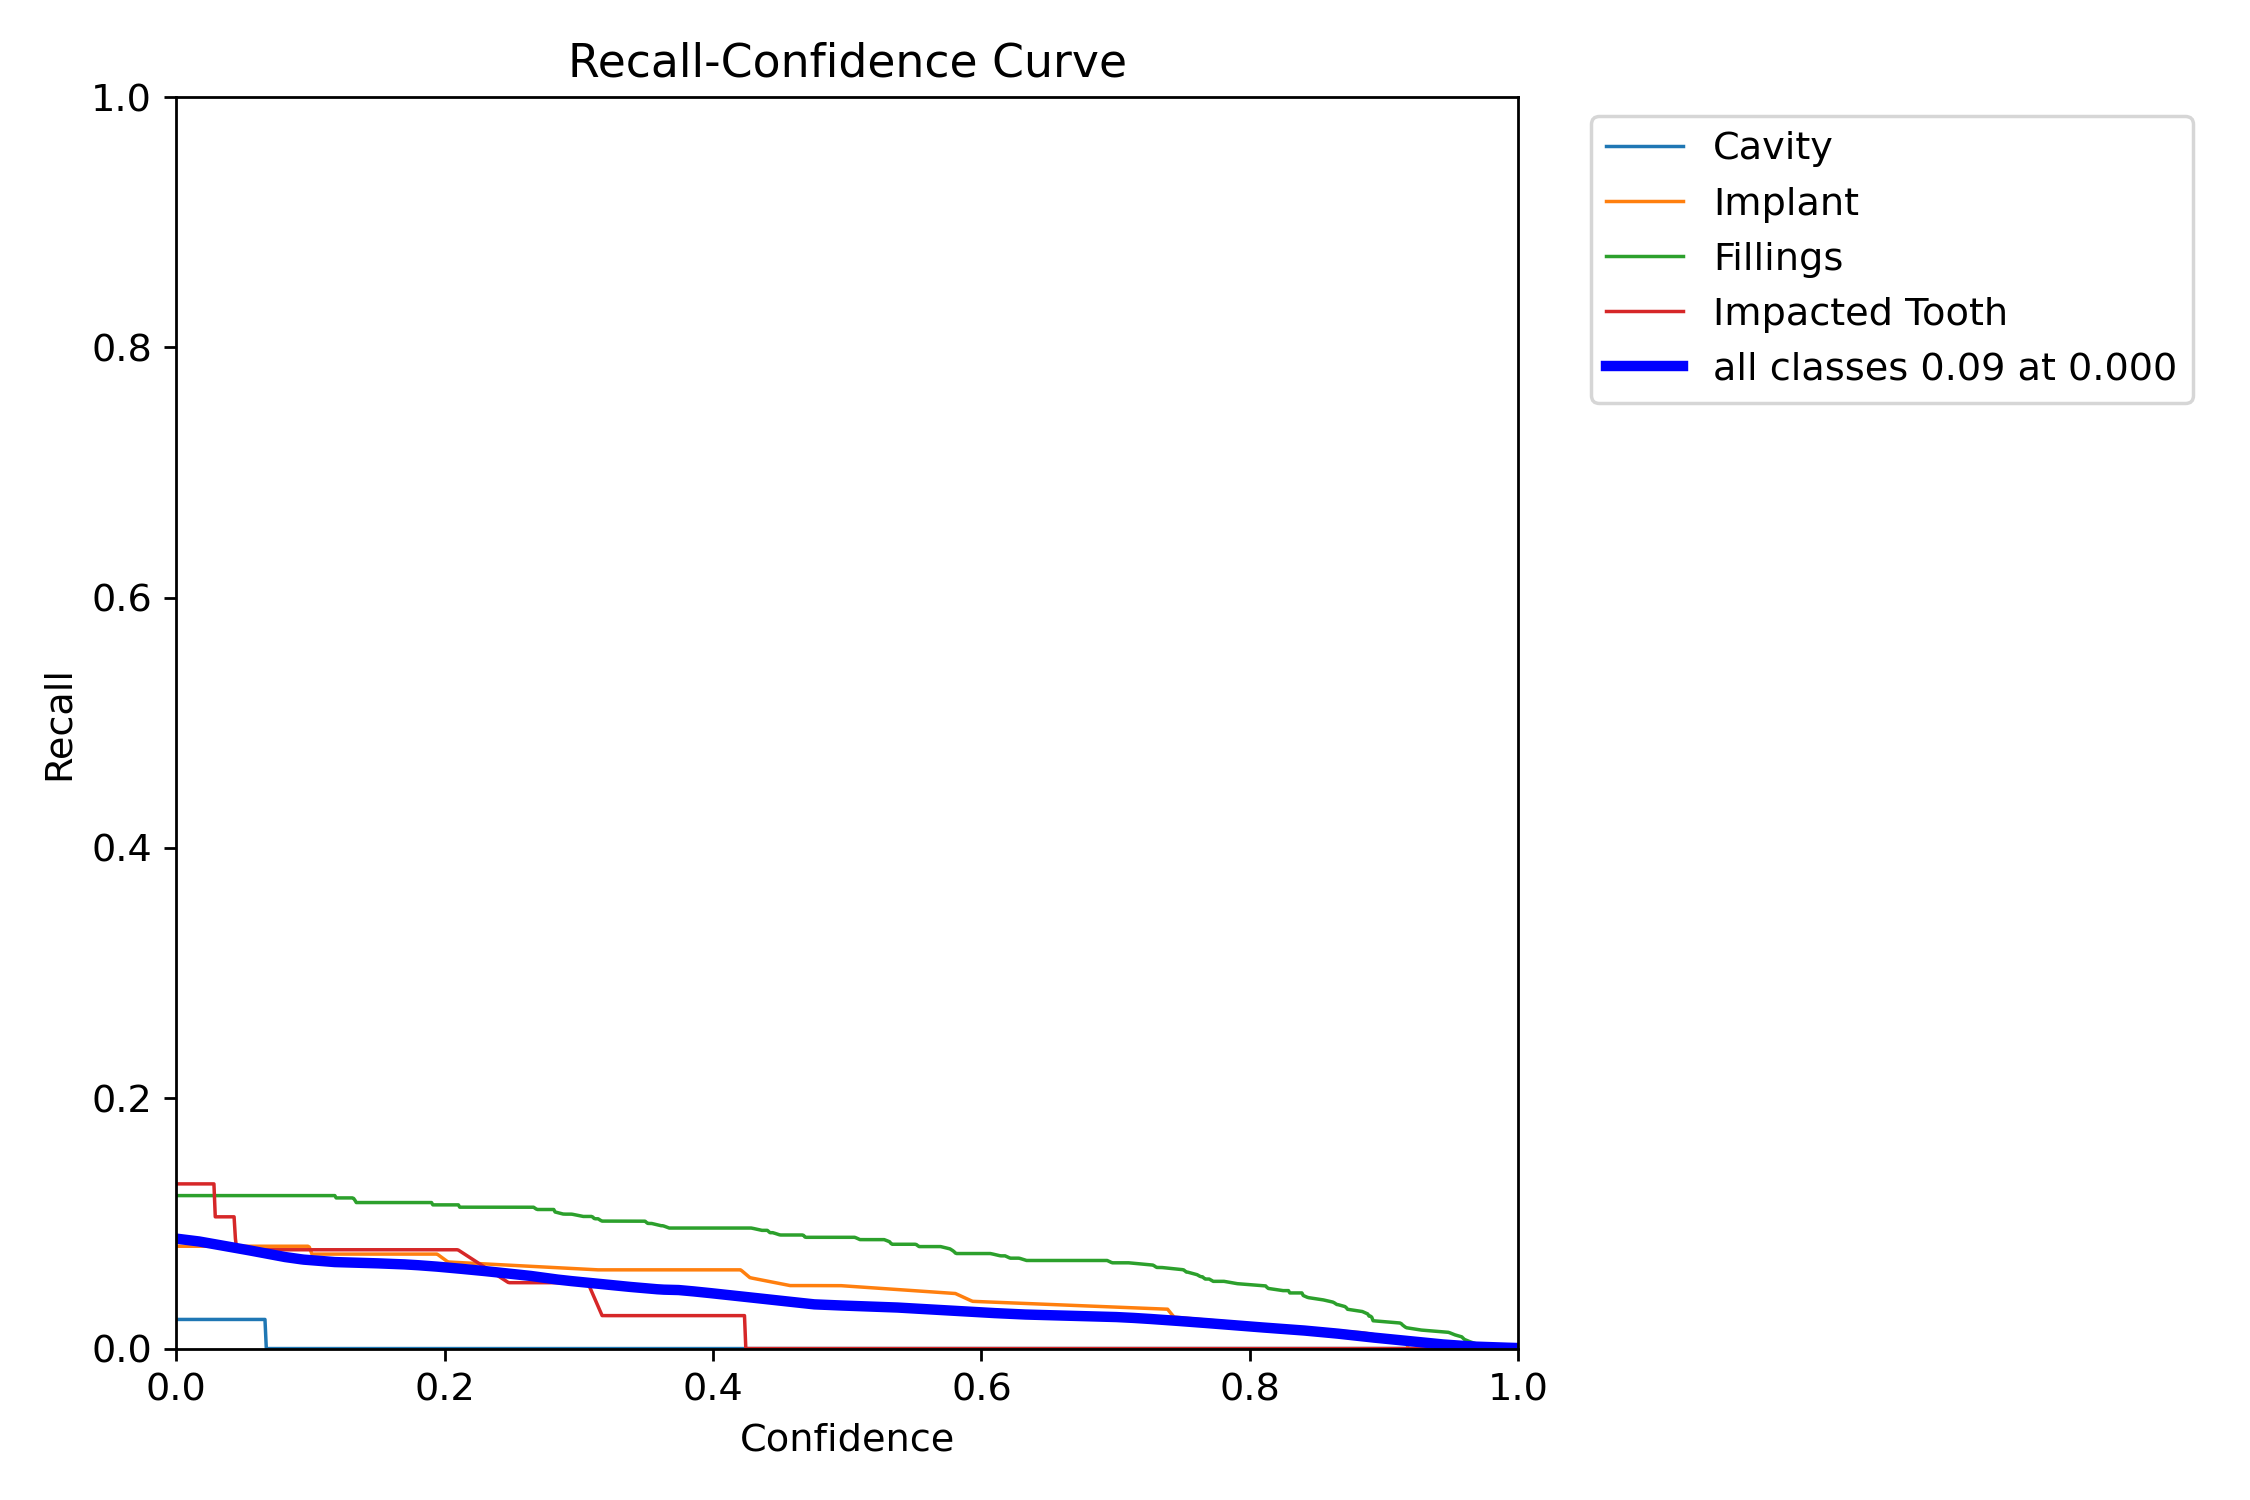 Recall-Confidence Curve
1.0
0.8
0.6
0.4
0.2
0.0
Recall
0.0 0.2 0.4 0.6 0.8 1.0
Confidence
Cavity
Implant
Fillings
Impacted Tooth
all classes 0.09 at 0.000